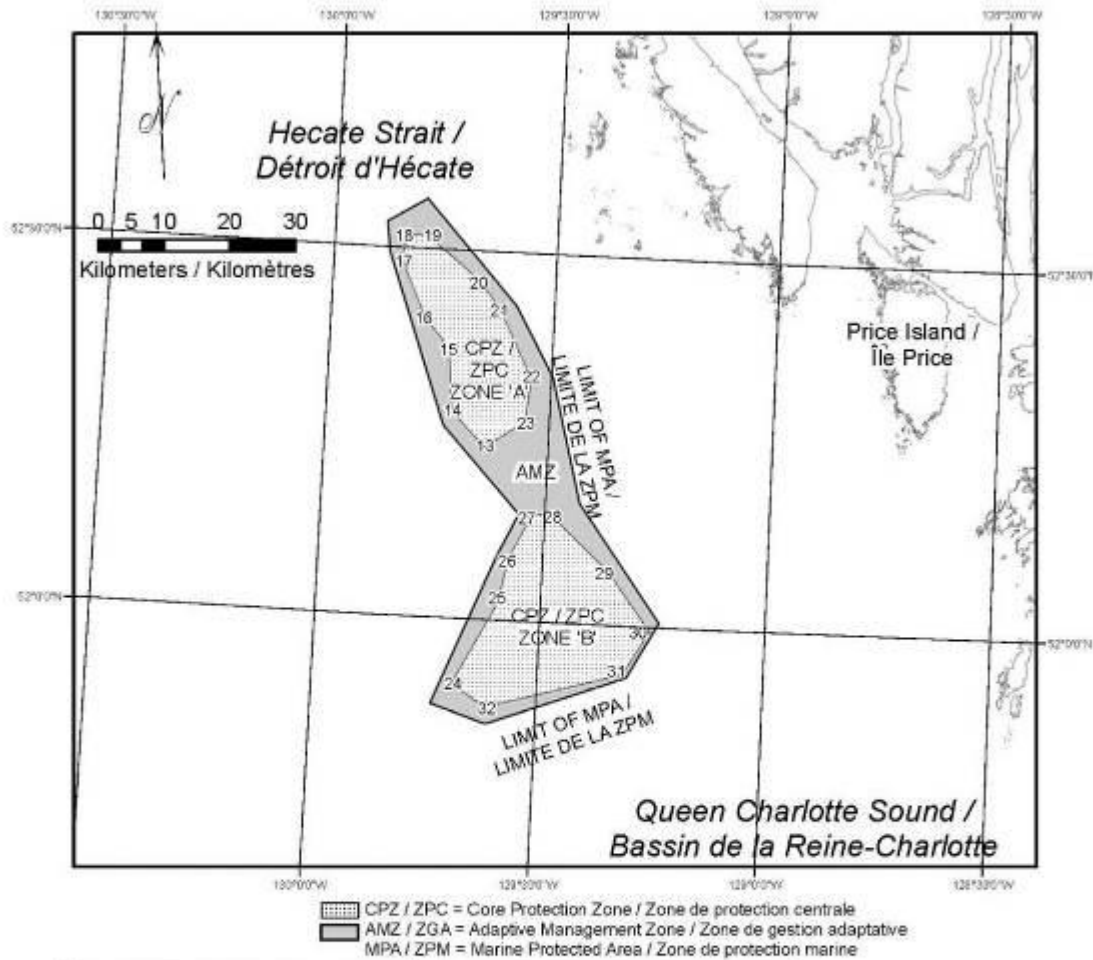 130°30'0"W
130°0'0"W
129°30'0"W
129°0'0"W
128°30'0"W
N
Hecate Strait /
Détroit d'Hécate
0 5 10 20 30
Kilometers / Kilomètres
52°30'0"N
52°30'0"N
18 19
17
20
21
16
15
CPZ /
ZPC
ZONE 'A'
22
14
23
13
AMZ
LIMIT OF MPA /
LIMITE DE LA ZPM
Price Island /
Île Price
27 28
26
29
25
52°0'0"N
CPZ / ZPC
ZONE 'B'
30
52°0'0"N
31
24
32
LIMIT OF MPA /
LIMITE DE LA ZPM
Queen Charlotte Sound /
Bassin de la Reine-Charlotte
130°0'0"W
129°30'0"W
129°0'0"W
128°30'0"W
CPZ / ZPC = Core Protection Zone / Zone de protection centrale
AMZ / ZGA = Adaptive Management Zone / Zone de gestion adaptative
MPA / ZPM = Marine Protected Area / Zone de protection marine